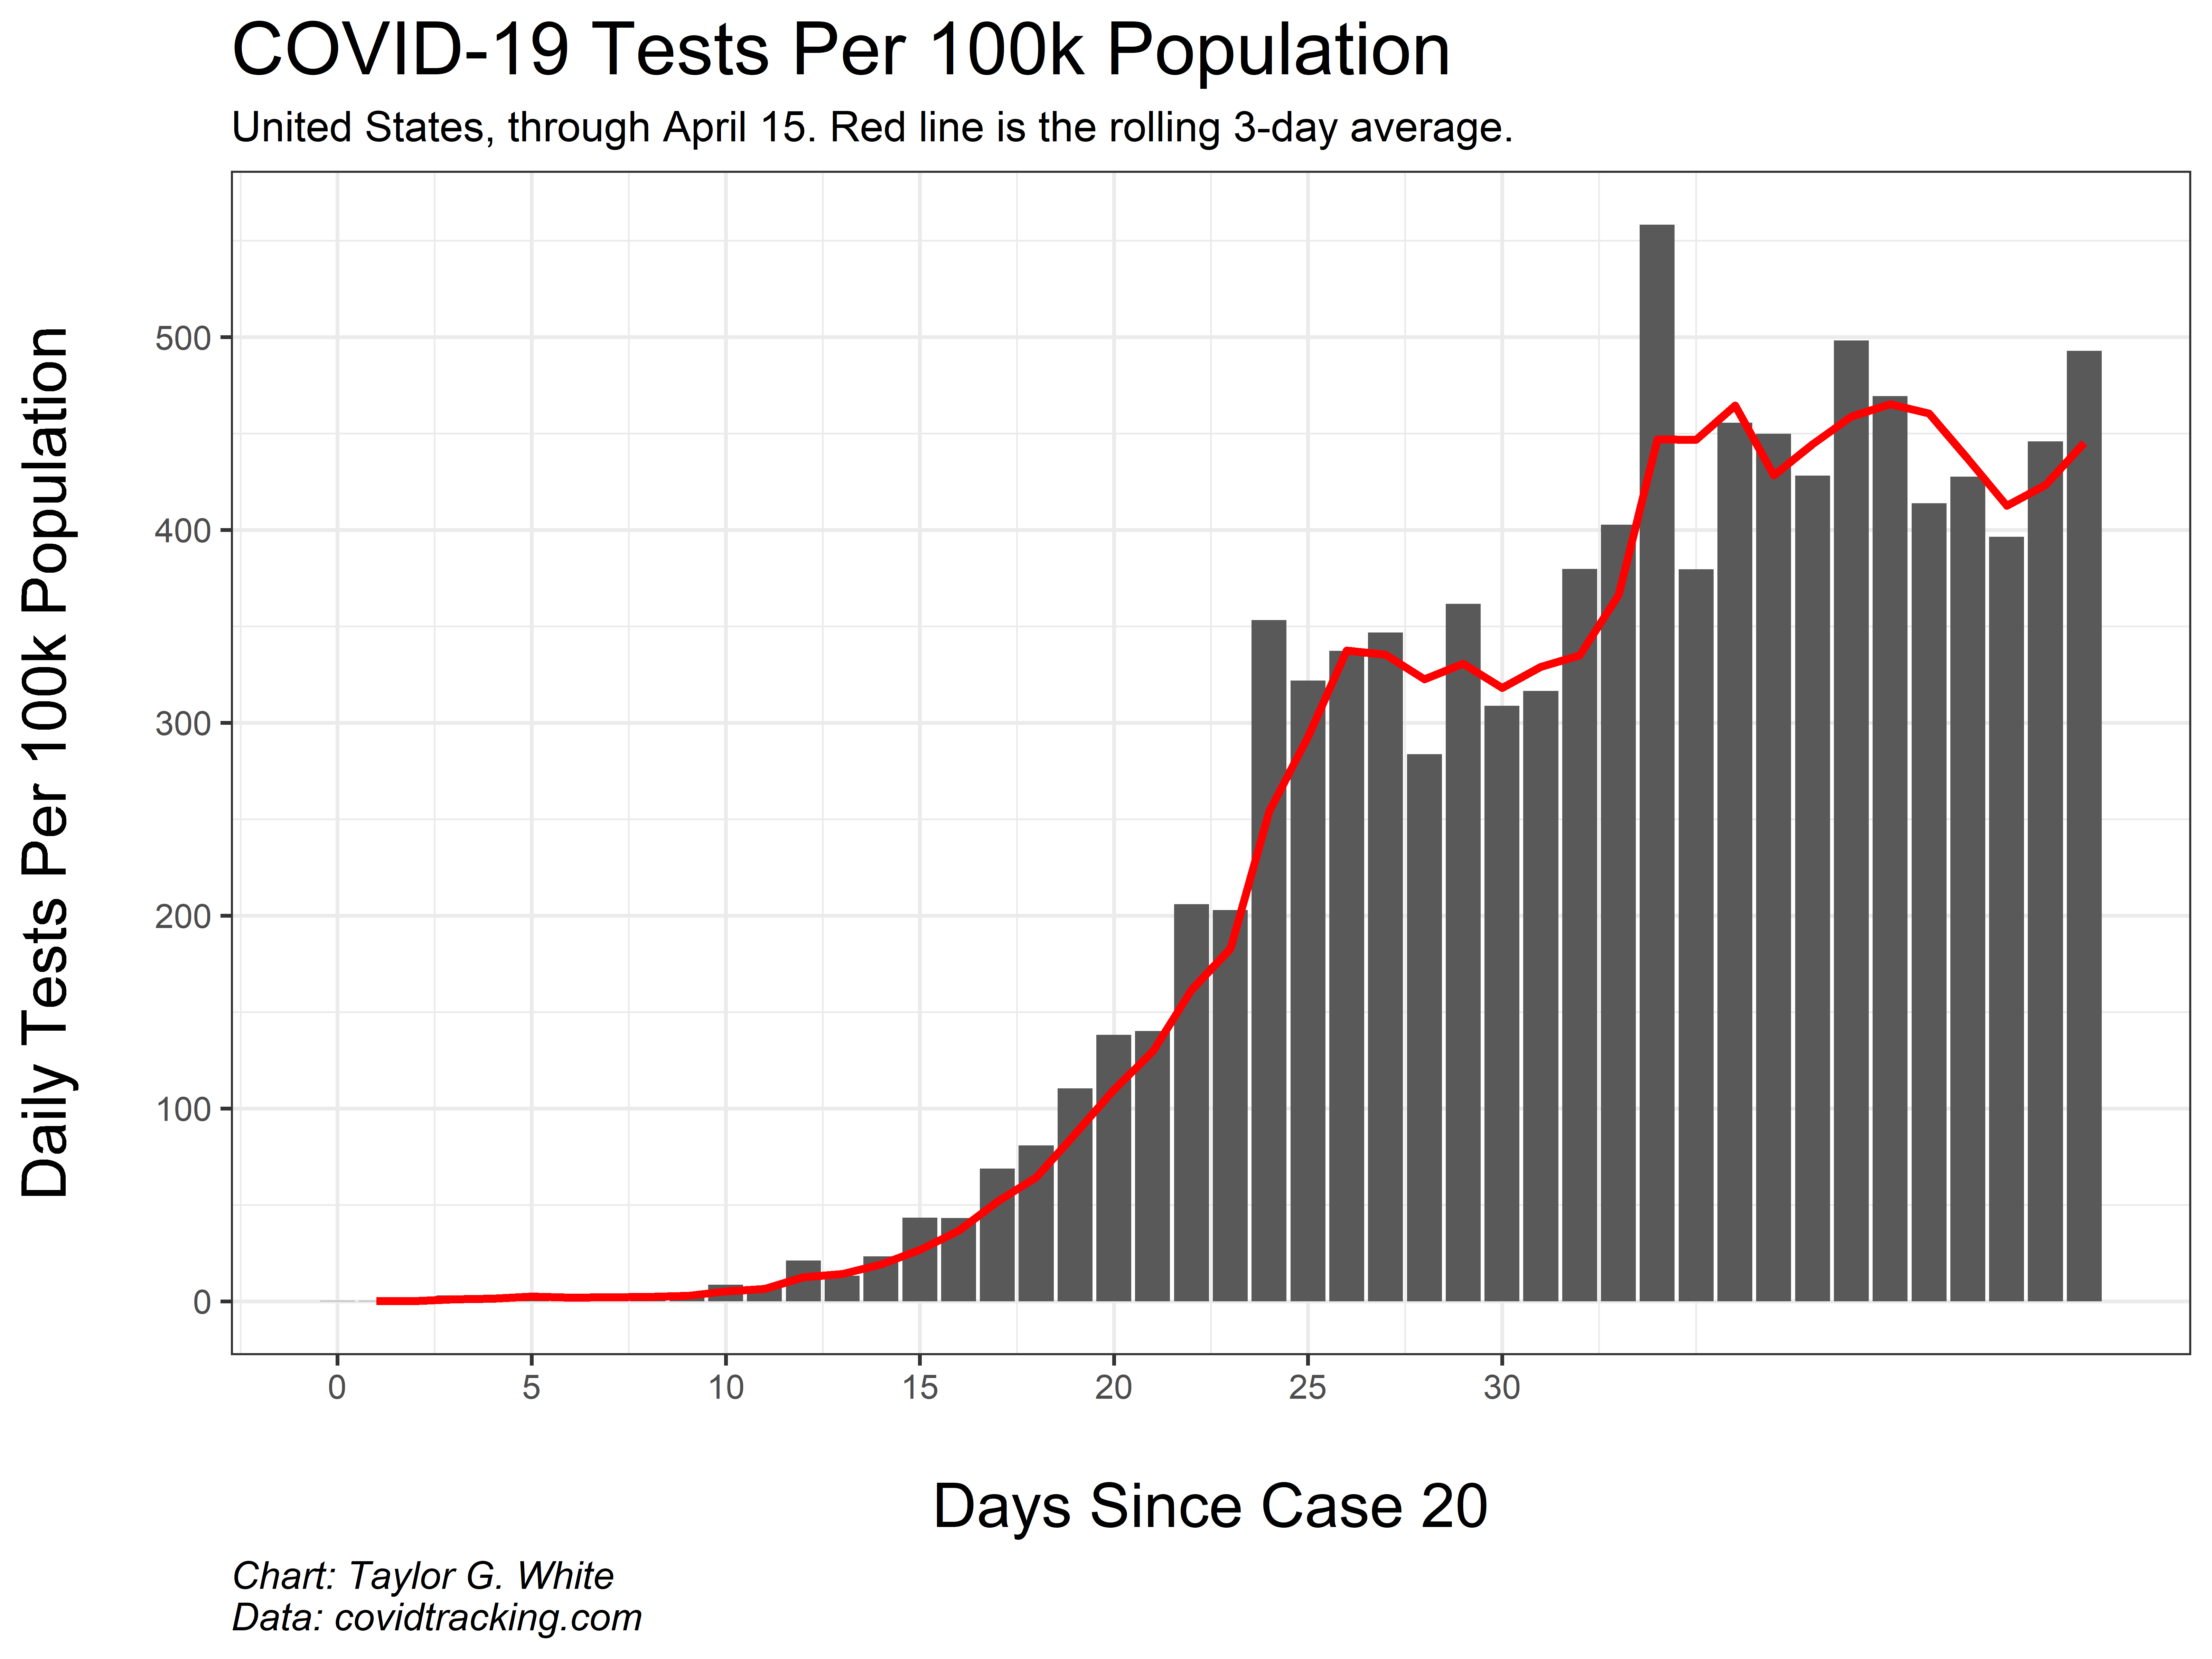 COVID-19 Tests Per 100k Population
United States, through April 15. Red line is the rolling 3-day average.
Daily Tests Per 100k Population
500
400
300
200
100
0
0 5 10 15 20 25 30
Days Since Case 20
Chart: Taylor G. White
Data: covidtracking.com